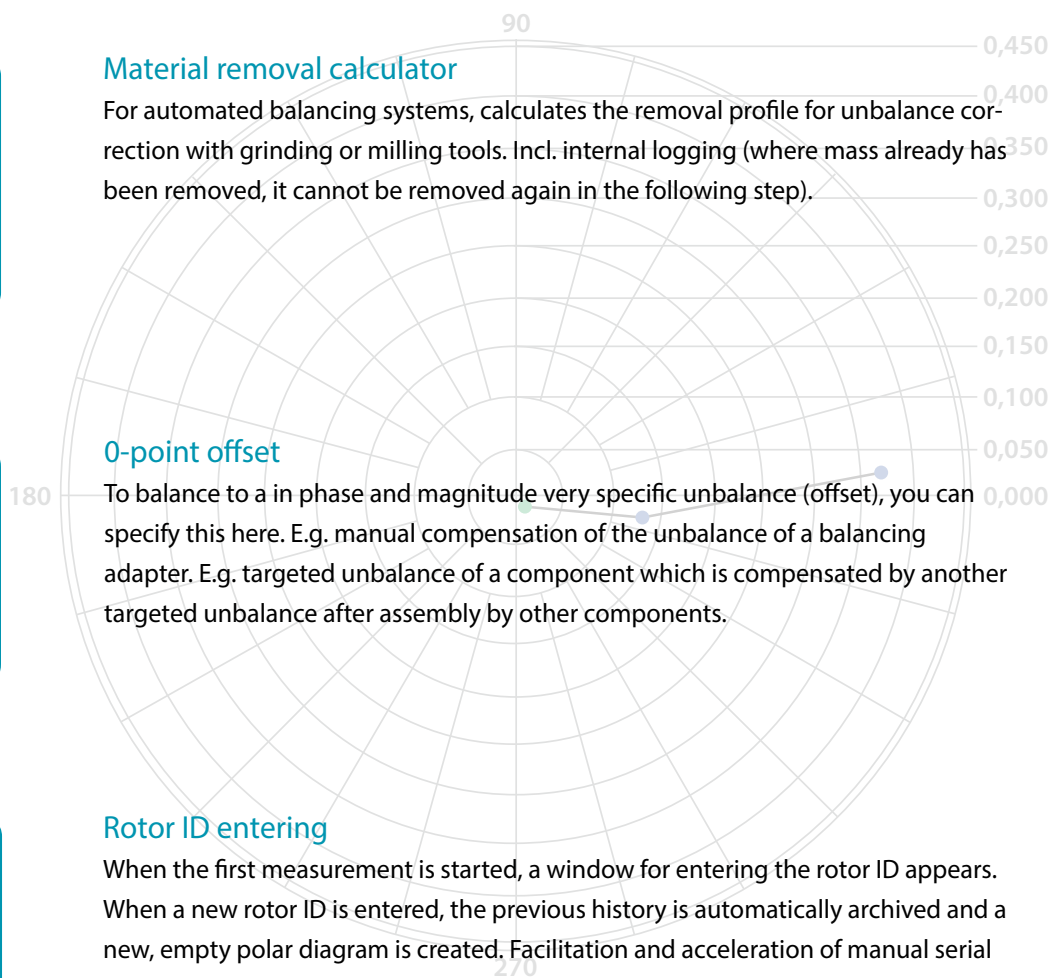 90
0,450
Material removal calculator
0,400
For automated balancing systems, calculates the removal profile for unbalance cor-
rection with grinding or milling tools. Incl. internal logging (where mass already has
0,350
been removed, it cannot be removed again in the following step).
0,300
0,250
0,200
0,150
0,100
0-point offset
0,050
180
To balance to a in phase and magnitude very specific unbalance (offset), you can
0,000
specify this here. E.g. manual compensation of the unbalance of a balancing
adapter. E.g. targeted unbalance of a component which is compensated by another
targeted unbalance after assembly by other components.
Rotor ID entering
When the first measurement is started, a window for entering the rotor ID appears.
When a new rotor ID is entered, the previous history is automatically archived and a
new, empty polar diagram is created. Facilitation and acceleration of manual serial
270